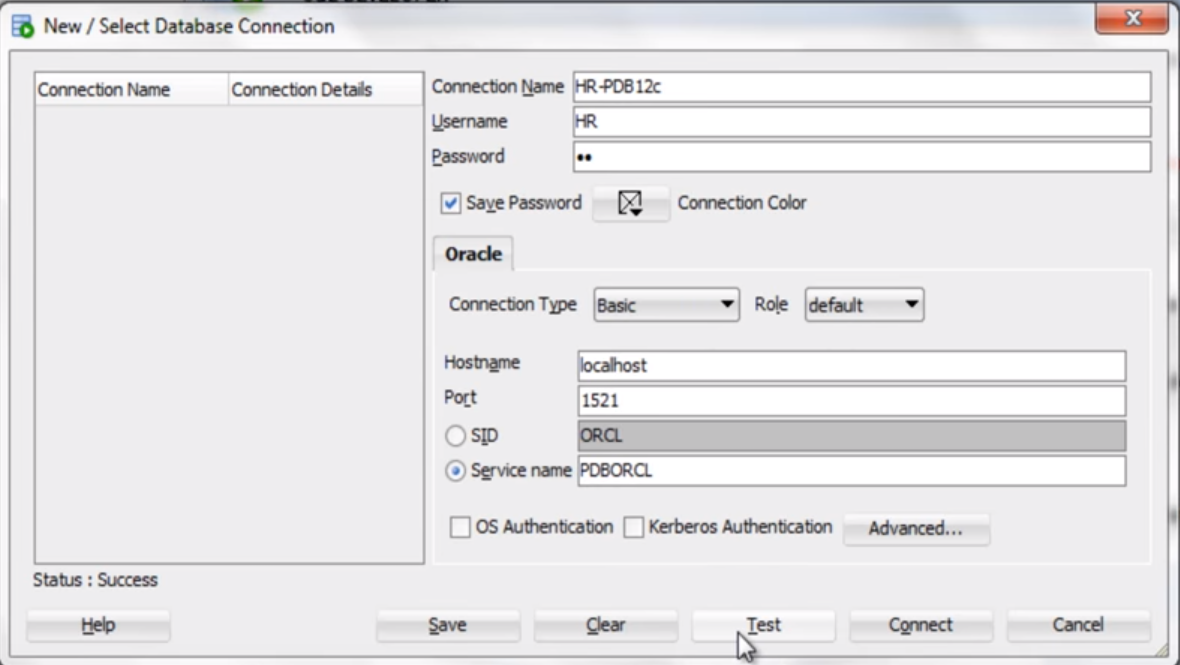 New / Select Database Connection
Connection Name Connection Details
Connection Name HR-PDB12c
Username HR
Password ••
Save Password Connection Color
Oracle
Connection Type Basic Role default
Hostname localhost
Port 1521
SID ORCL
Service name PDBORCL
OS Authentication Kerberos Authentication Advanced...
Status : Success
Help Save Clear Test Connect Cancel